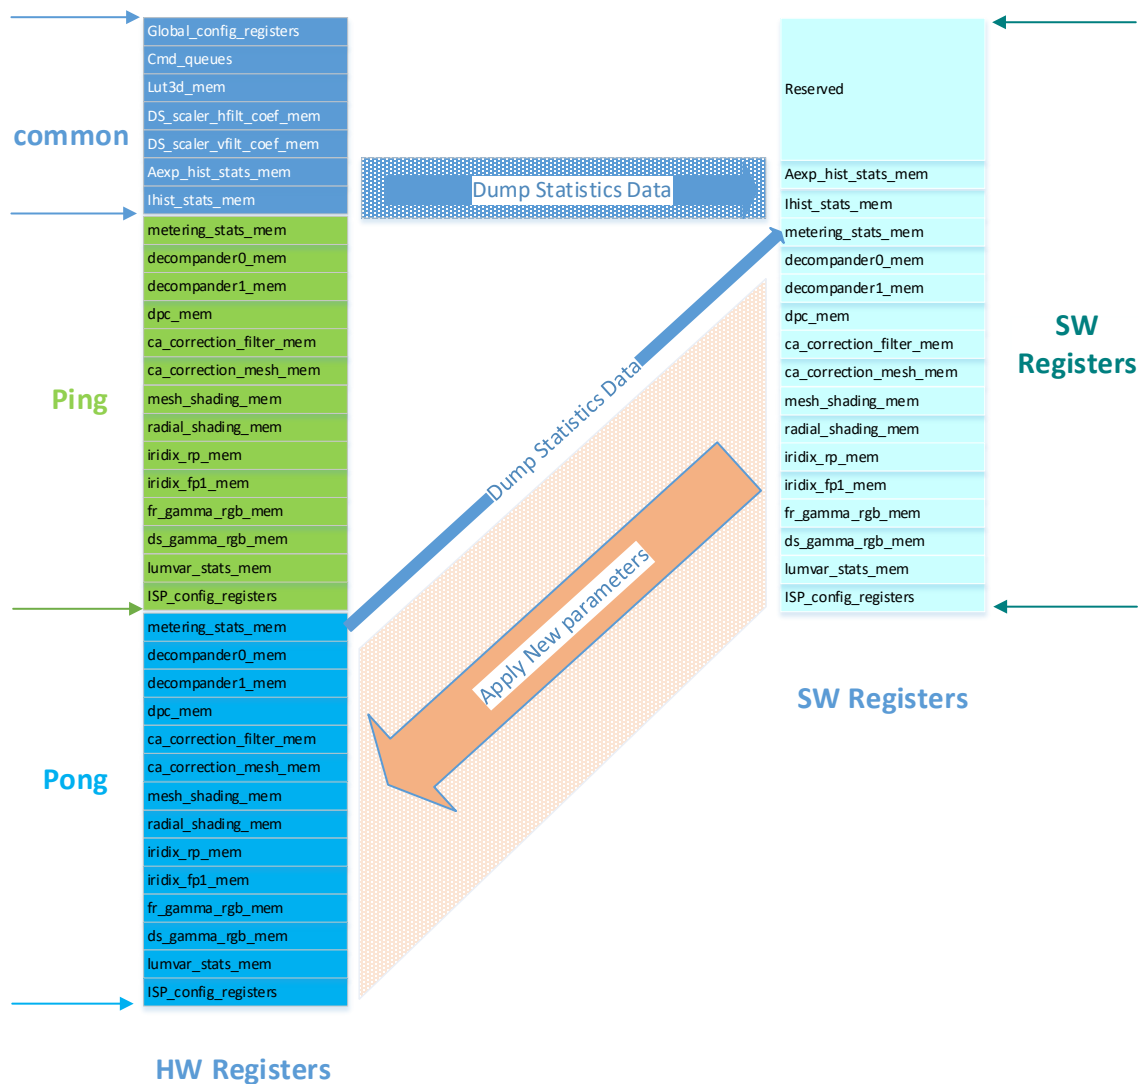 common
Global_config_registers
Cmd_queues
Lut3d_mem
DS_scaler_hfilt_coef_mem
DS_scaler_vfilt_coef_mem
Aexp_hist_stats_mem
Ihist_stats_mem
Ping
metering_stats_mem
decompander0_mem
decompander1_mem
dpc_mem
ca_correction_filter_mem
ca_correction_mesh_mem
mesh_shading_mem
radial_shading_mem
iridix_rp_mem
iridix_fp1_mem
fr_gamma_rgb_mem
ds_gamma_rgb_mem
lumvar_stats_mem
ISP_config_registers
Pong
metering_stats_mem
decompander0_mem
decompander1_mem
dpc_mem
ca_correction_filter_mem
ca_correction_mesh_mem
mesh_shading_mem
radial_shading_mem
iridix_rp_mem
iridix_fp1_mem
fr_gamma_rgb_mem
ds_gamma_rgb_mem
lumvar_stats_mem
ISP_config_registers
HW Registers
Dump Statistics Data
Dump Statistics Data
Apply New parameters
Reserved
Aexp_hist_stats_mem
Ihist_stats_mem
metering_stats_mem
decompander0_mem
decompander1_mem
dpc_mem
ca_correction_filter_mem
ca_correction_mesh_mem
mesh_shading_mem
radial_shading_mem
iridix_rp_mem
iridix_fp1_mem
fr_gamma_rgb_mem
ds_gamma_rgb_mem
lumvar_stats_mem
ISP_config_registers
SW
Registers
SW Registers